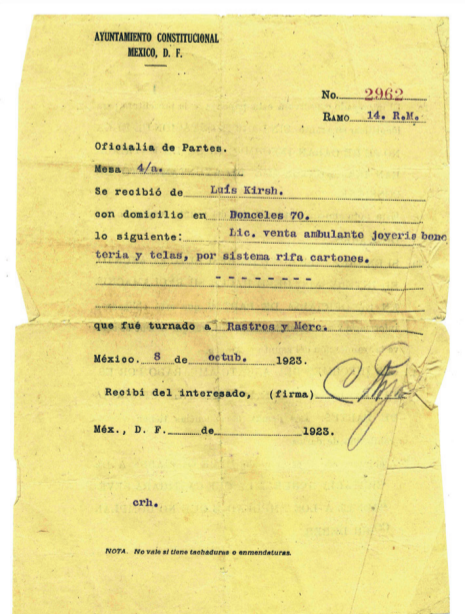 AYUNTAMIENTO CONSTITUCIONAL
MEXICO, D. F.
No. 2962
RAMO 14. R.M.
Oficialia de Partes.
Mesa 4/a.
Se recibió de Luis Kirsh.
con domicilio en Donceles 70.
lo siguiente: Lic. venta ambulante joyeria bone
teria y telas, por sistema rifa cartones.
- - - - - - - -
que fué turnado a Rastros y Merc.
México. 8 de octub. 1923.
Recibí del interesado, (firma)
Méx., D. F. de 1923.
crh.
NOTA. No vale si tiene tachaduras o enmendaturas.